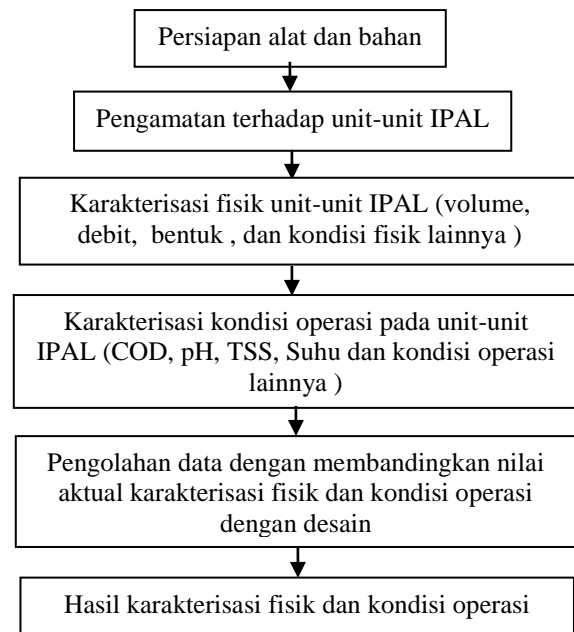 Persiapan alat dan bahan
Pengamatan terhadap unit-unit IPAL
Karakterisasi fisik unit-unit IPAL (volume,
debit, bentuk , dan kondisi fisik lainnya )
Karakterisasi kondisi operasi pada unit-unit
IPAL (COD, pH, TSS, Suhu dan kondisi operasi
lainnya )
Pengolahan data dengan membandingkan nilai
aktual karakterisasi fisik dan kondisi operasi
dengan desain
Hasil karakterisasi fisik dan kondisi operasi